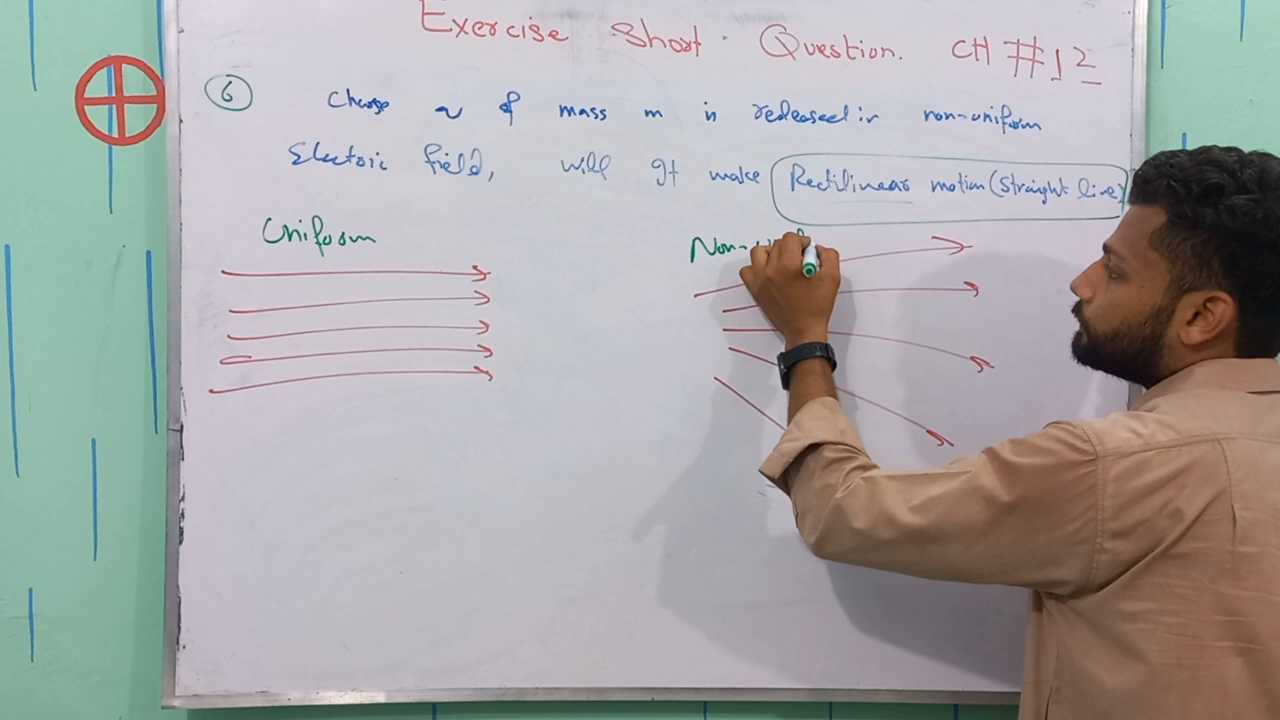 Exercise Short Question. CH #12
6 Charge q of mass m is released in non-uniform
Electric field, will It make Rectilinear motion (Straight line)
Uniform Non-